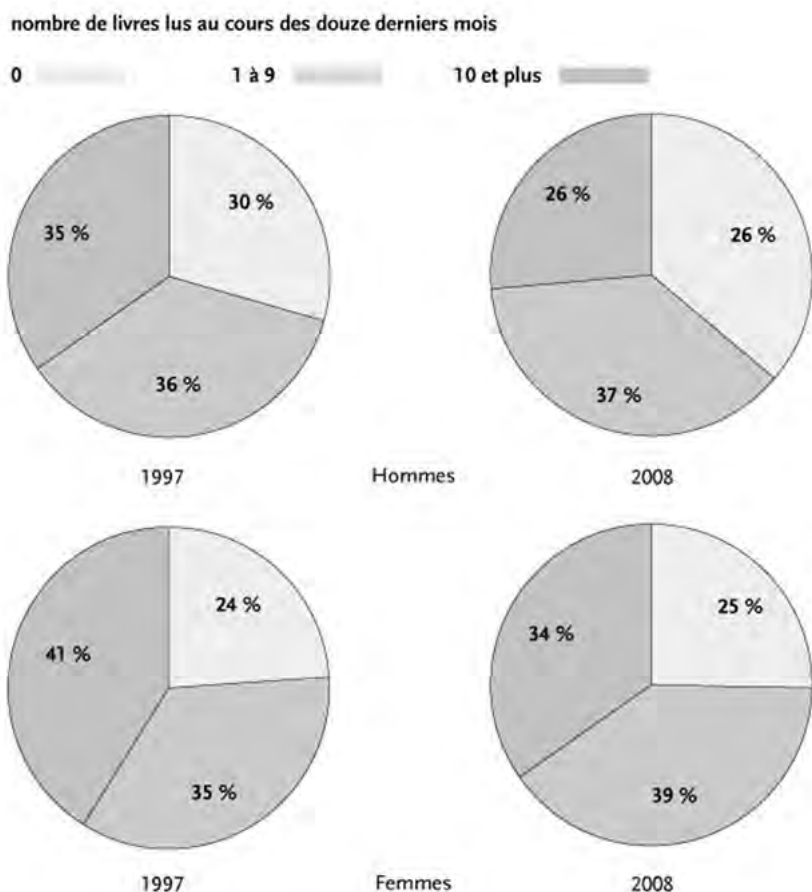 nombre de livres lus au cours des douze derniers mois
0 1 à 9 10 et plus
35 % 30 % 36 %
26 % 26 % 37 %
1997 Hommes 2008
41 % 24 % 35 %
34 % 25 % 39 %
1997 Femmes 2008